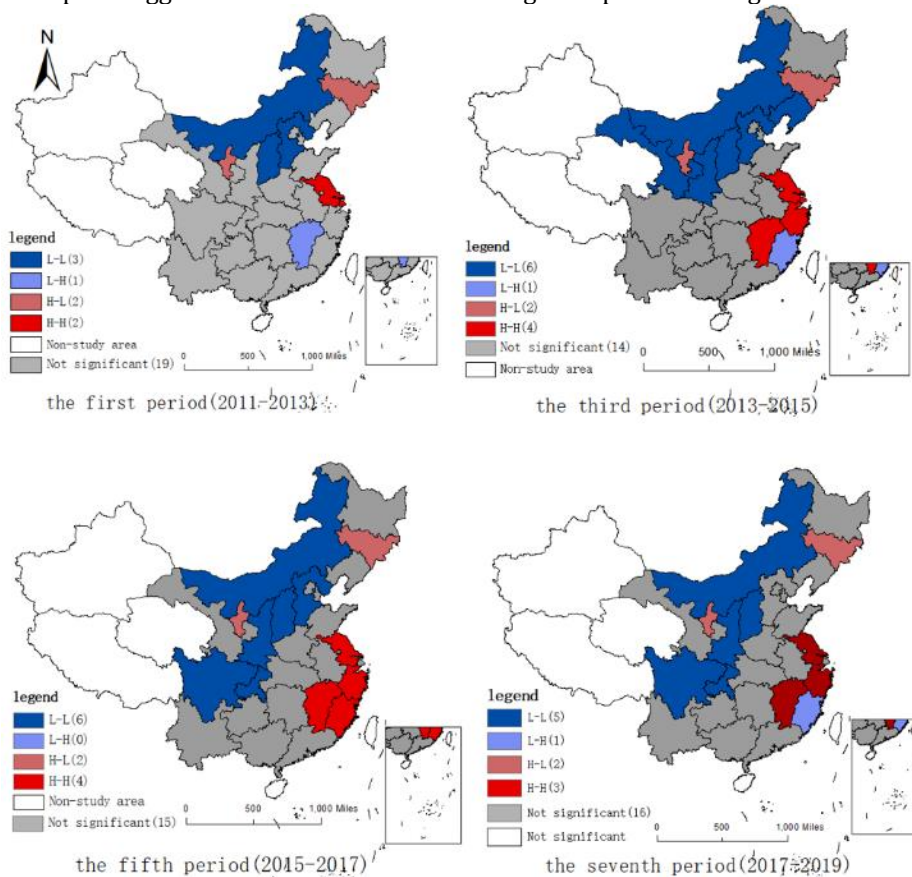 N
legend
L-L(3)
L-H(1)
H-L(2)
H-H(2)
Non-study area
Not significant(19)
0 500 1,000 Miles
the first period(2011-2013)
legend
L-L(6)
L-H(1)
H-L(2)
H-H(4)
Not significant(14)
Non-study area
0 500 1,000 Miles
the third period(2013-2015)
legend
L-L(6)
L-H(0)
H-L(2)
H-H(4)
Non-study area
Not significant(15)
0 500 1,000 Miles
the fifth period(2015-2017)
legend
L-L(5)
L-H(1)
H-L(2)
H-H(3)
Not significant(16)
Not significant
0 500 1,000 Miles
the seventh period(2017-2019)